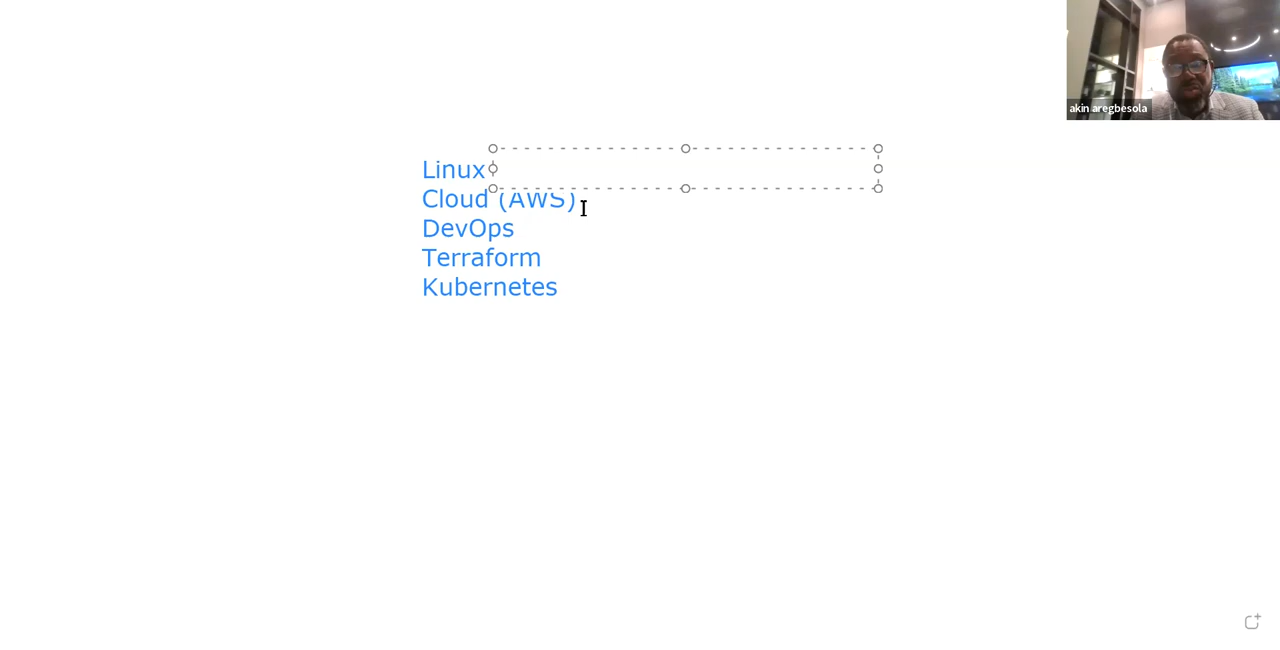 akin aregbesola
Linux
Cloud (AWS)
DevOps
Terraform
Kubernetes